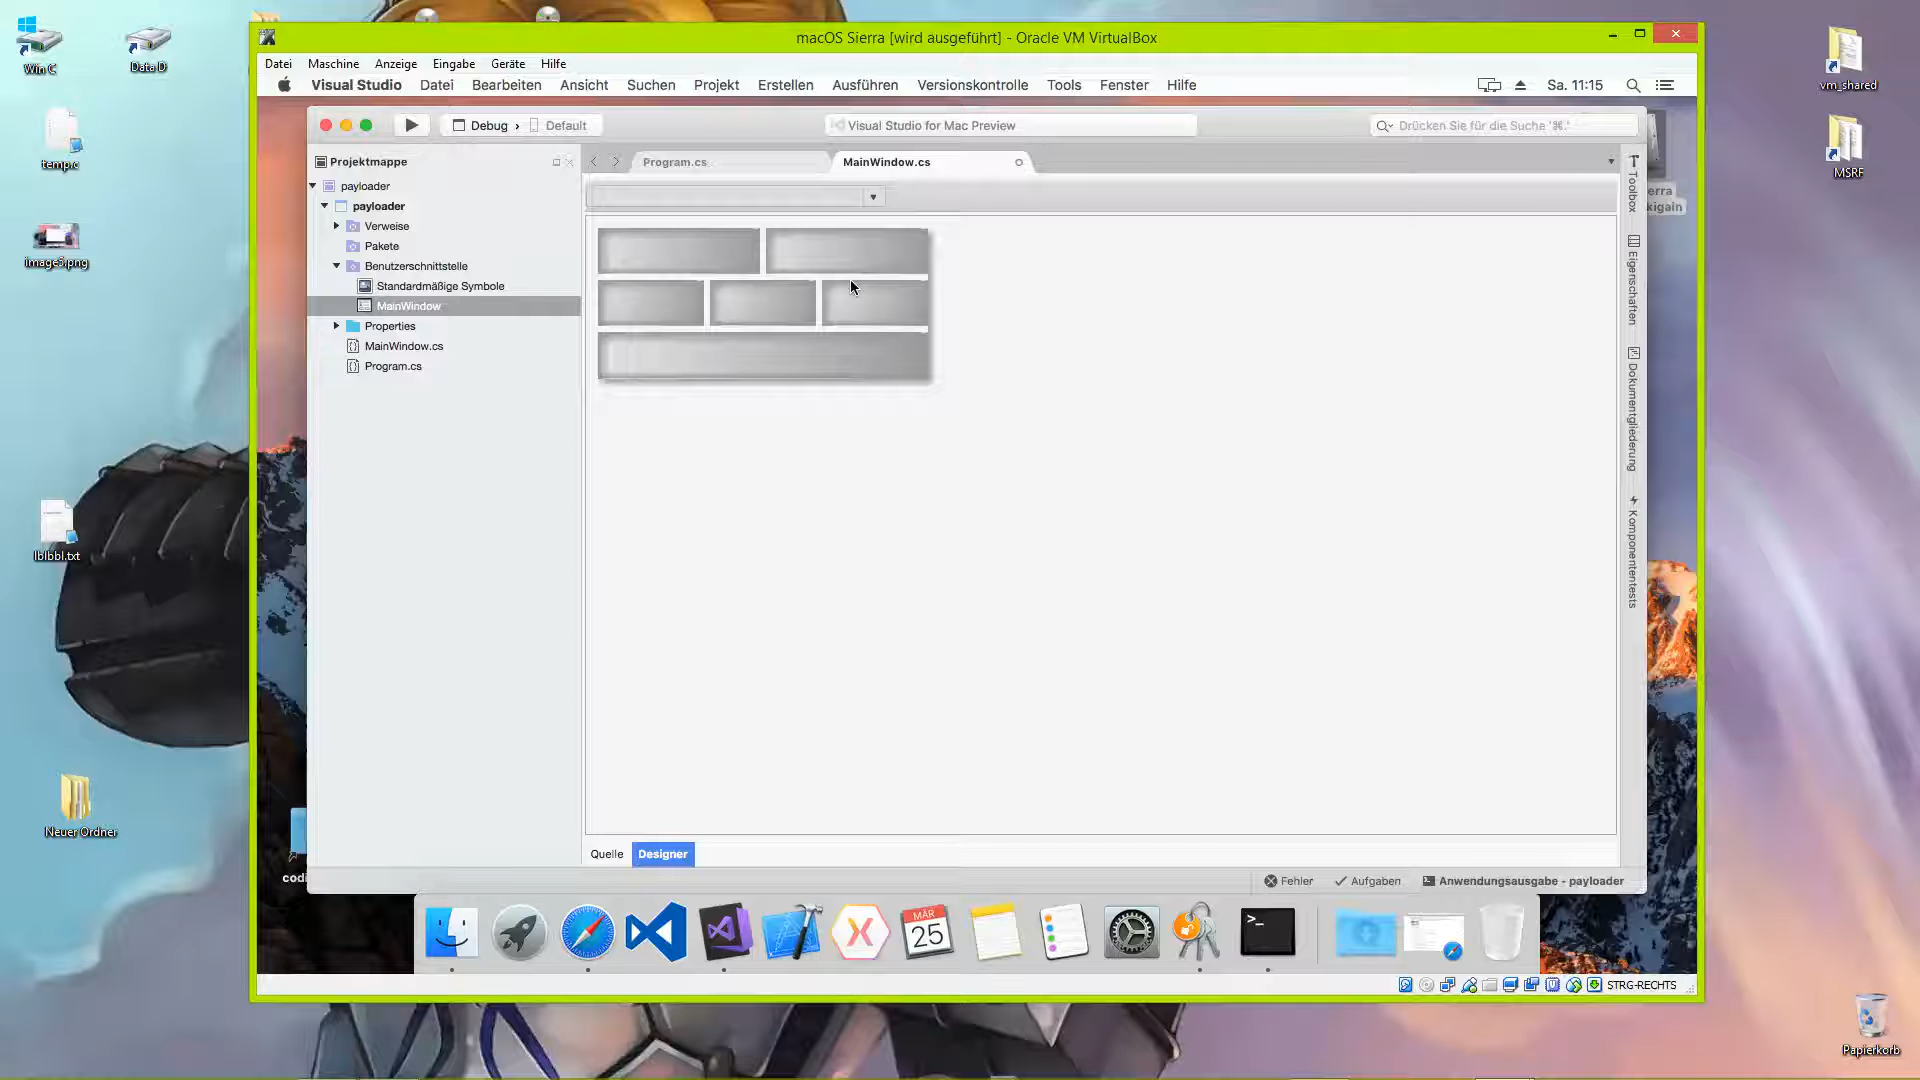 macOS Sierra [wird ausgeführt] - Oracle VM VirtualBox
Datei Maschine Anzeige Eingabe Geräte Hilfe
Visual Studio Datei Bearbeiten Ansicht Suchen Projekt Erstellen Ausführen Versionskontrolle Tools Fenster Hilfe
Sa. 11:15
Debug › Default
Visual Studio for Mac Preview
Drücken Sie für die Suche '⌘.'
Projektmappe
Program.cs
MainWindow.cs
payloader
payloader
Verweise
Pakete
Benutzerschnittstelle
Standardmäßige Symbole
MainWindow
Properties
MainWindow.cs
Program.cs
Toolbox
Eigenschaften
Dokumentgliederung
Komponententests
Quelle
Designer
Fehler
Aufgaben
Anwendungsausgabe - payloader
MÄR
25
STRG-RECHTS
Win C
Data D
temp.c
image3.png
lblbbl.txt
Neuer Ordner
vm_shared
MSRF
Papierkorb